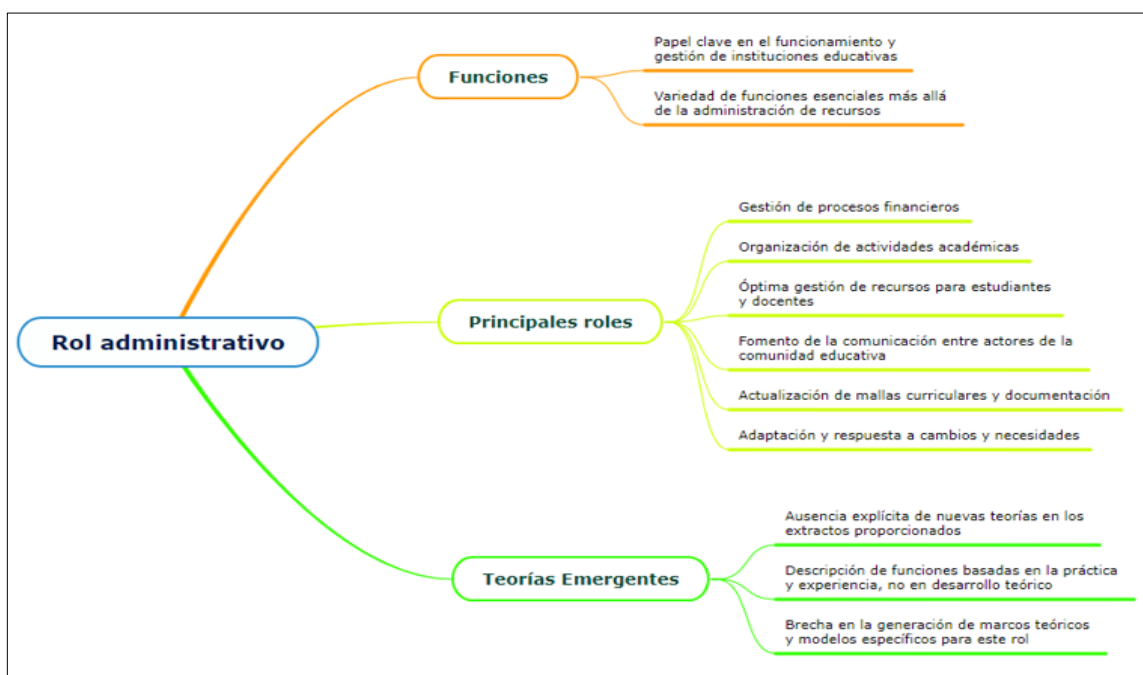 Rol administrativo
Funciones
Papel clave en el funcionamiento y
gestión de instituciones educativas
Variedad de funciones esenciales más allá
de la administración de recursos
Principales roles
Gestión de procesos financieros
Organización de actividades académicas
Óptima gestión de recursos para estudiantes
y docentes
Fomento de la comunicación entre actores de la
comunidad educativa
Actualización de mallas curriculares y documentación
Adaptación y respuesta a cambios y necesidades
Teorías Emergentes
Ausencia explícita de nuevas teorías en los
extractos proporcionados
Descripción de funciones basadas en la práctica
y experiencia, no en desarrollo teórico
Brecha en la generación de marcos teóricos
y modelos específicos para este rol